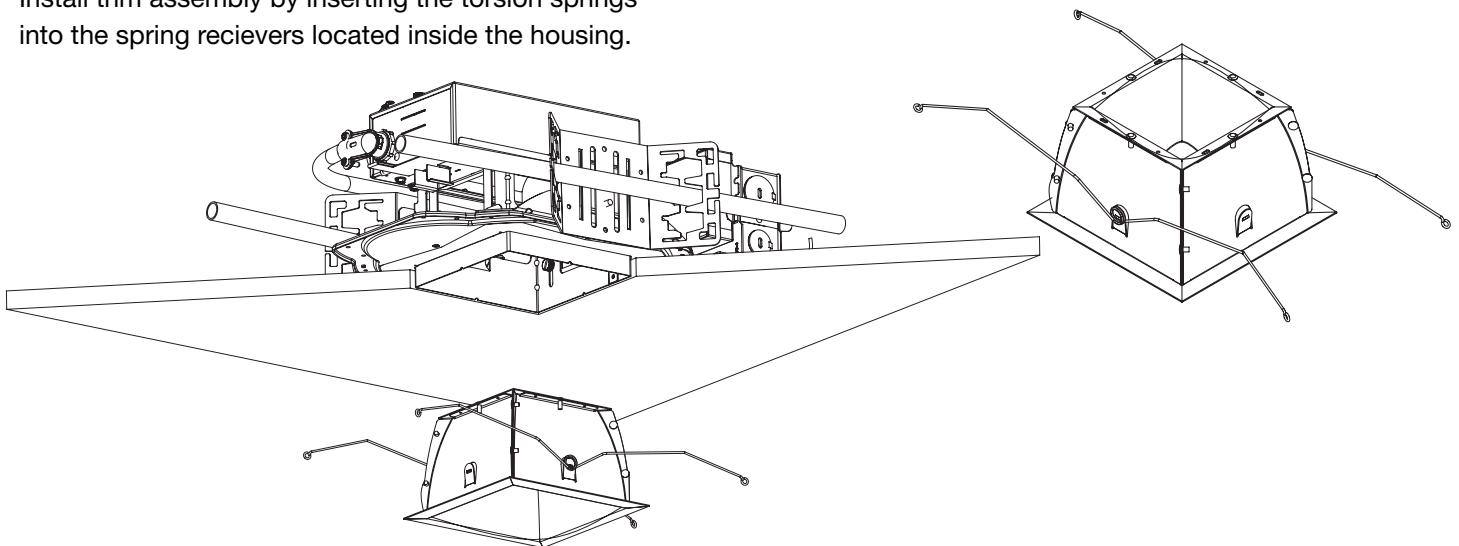 Install trim assembly by inserting the torsion springs
into the spring recievers located inside the housing.